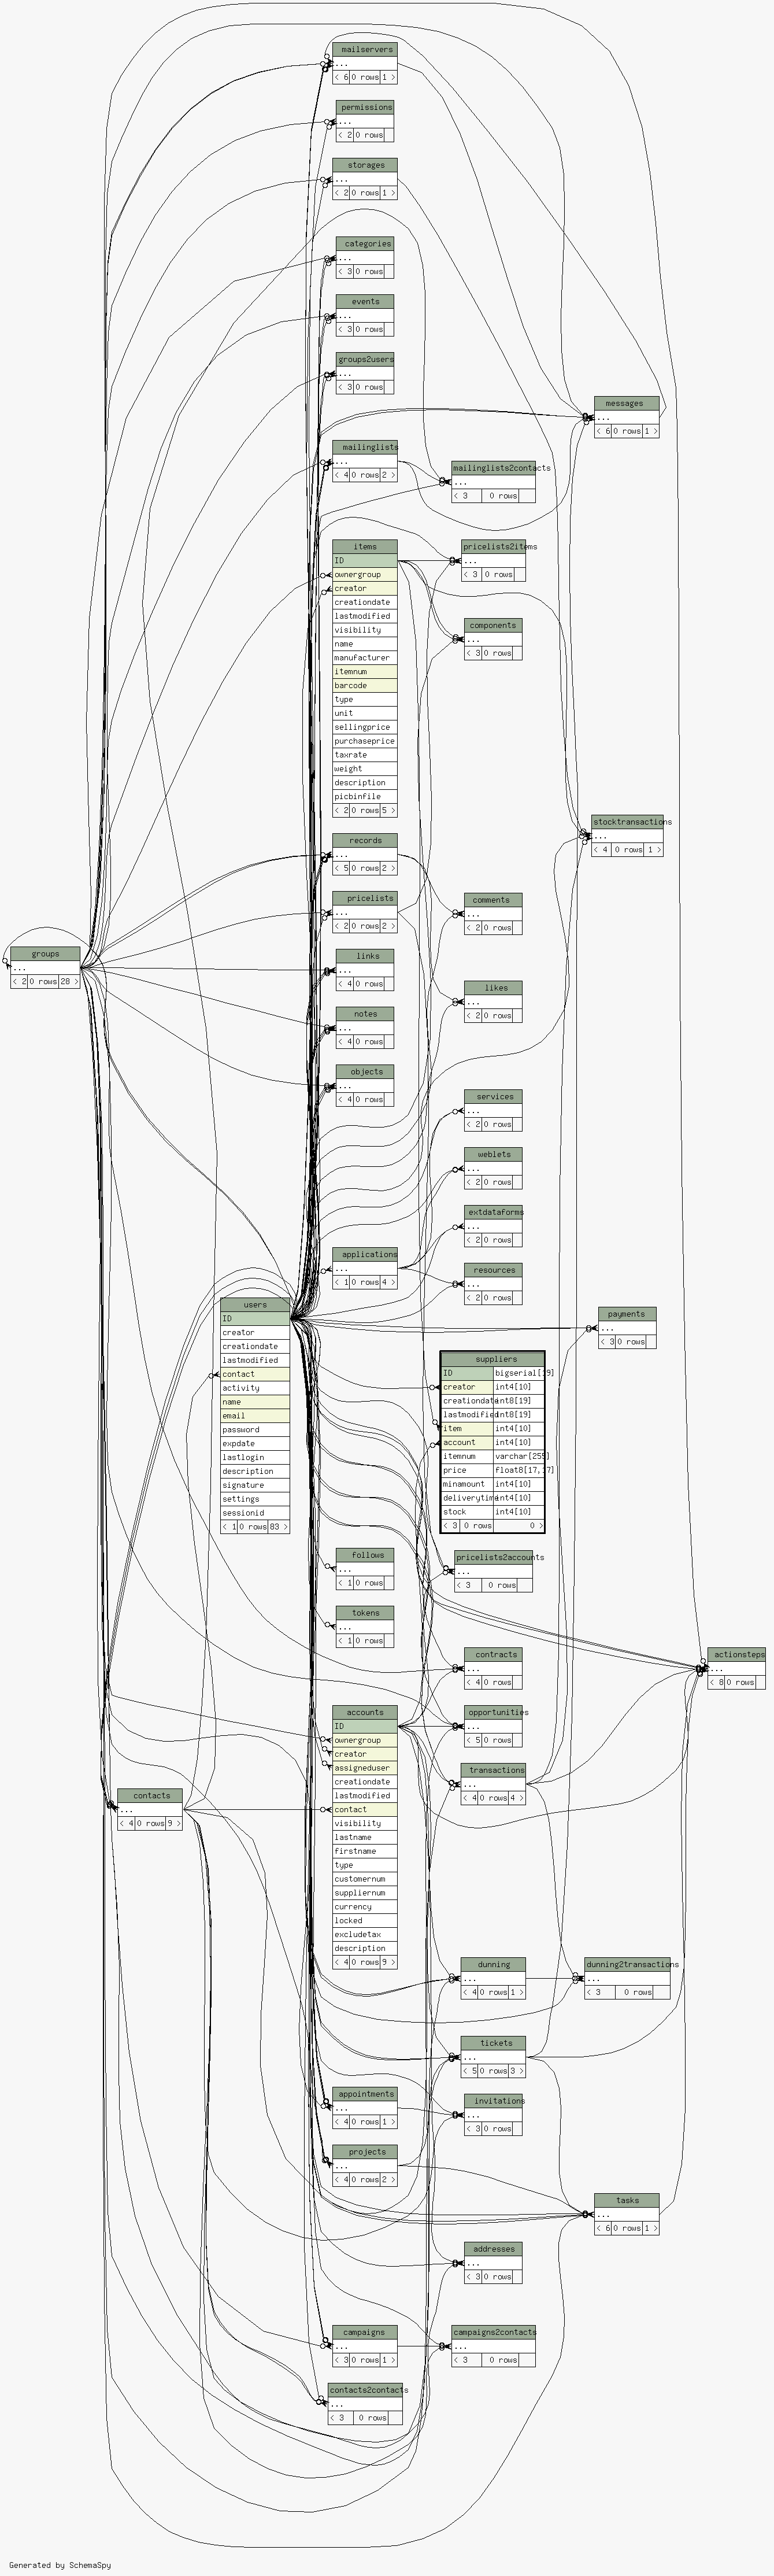 mailservers
...
< 6 0 rows 1 >
permissions
...
< 2 0 rows
storages
...
< 2 0 rows 1 >
categories
...
< 3 0 rows
events
...
< 3 0 rows
groups2users
...
< 3 0 rows
messages
...
< 6 0 rows 1 >
mailinglists
...
< 4 0 rows 2 >
mailinglists2contacts
...
< 3 0 rows
items
ID
ownergroup
creator
creationdate
lastmodified
visibility
name
manufacturer
itemnum
barcode
type
unit
sellingprice
purchaseprice
taxrate
weight
description
picbinfile
< 2 0 rows 5 >
pricelists2items
...
< 3 0 rows
components
...
< 3 0 rows
stocktransactions
...
< 4 0 rows 1 >
records
...
< 5 0 rows 2 >
pricelists
...
< 2 0 rows 2 >
comments
...
< 2 0 rows
groups
...
< 2 0 rows 28 >
links
...
< 4 0 rows
likes
...
< 2 0 rows
notes
...
< 4 0 rows
objects
...
< 4 0 rows
services
...
< 2 0 rows
weblets
...
< 2 0 rows
extdataforms
...
< 2 0 rows
applications
...
< 1 0 rows 4 >
resources
...
< 2 0 rows
users
ID
creator
creationdate
lastmodified
contact
activity
name
email
password
expdate
lastlogin
description
signature
settings
sessionid
< 1 0 rows 83 >
payments
...
< 3 0 rows
suppliers
ID bigserial[19]
creator int4[10]
creationdate int8[19]
lastmodified int8[19]
item int4[10]
account int4[10]
itemnum varchar[255]
price float8[17,17]
minamount int4[10]
deliverytime int4[10]
stock int4[10]
< 3 0 rows 0 >
follows
...
< 1 0 rows
pricelists2accounts
...
< 3 0 rows
tokens
...
< 1 0 rows
contracts
...
< 4 0 rows
actionsteps
...
< 8 0 rows
accounts
ID
ownergroup
creator
assigneduser
creationdate
lastmodified
contact
visibility
lastname
firstname
type
customernum
suppliernum
currency
locked
excludetax
description
< 4 0 rows 9 >
opportunities
...
< 5 0 rows
transactions
...
< 4 0 rows 4 >
contacts
...
< 4 0 rows 9 >
dunning
...
< 4 0 rows 1 >
dunning2transactions
...
< 3 0 rows
tickets
...
< 5 0 rows 3 >
appointments
...
< 4 0 rows 1 >
invitations
...
< 3 0 rows
projects
...
< 4 0 rows 2 >
tasks
...
< 6 0 rows 1 >
addresses
...
< 3 0 rows
campaigns
...
< 3 0 rows 1 >
campaigns2contacts
...
< 3 0 rows
contacts2contacts
...
< 3 0 rows
Generated by SchemaSpy